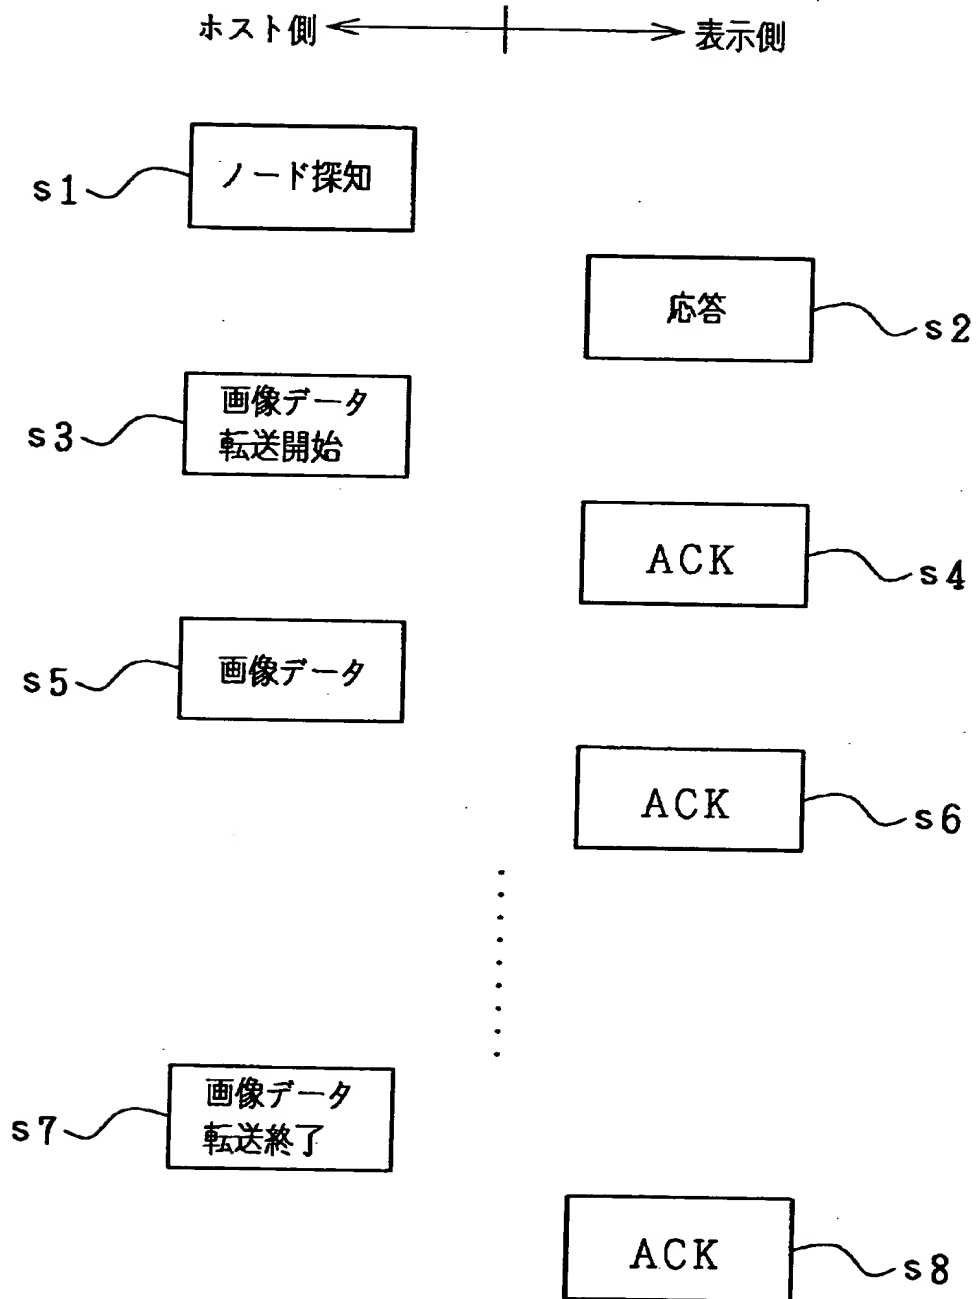 ホスト側 表示側
s1 ノード探知
応答 s2
画像データ
s3 転送開始
ACK s4
s5 画像データ
ACK s6
画像データ
s7 転送終了
ACK s8